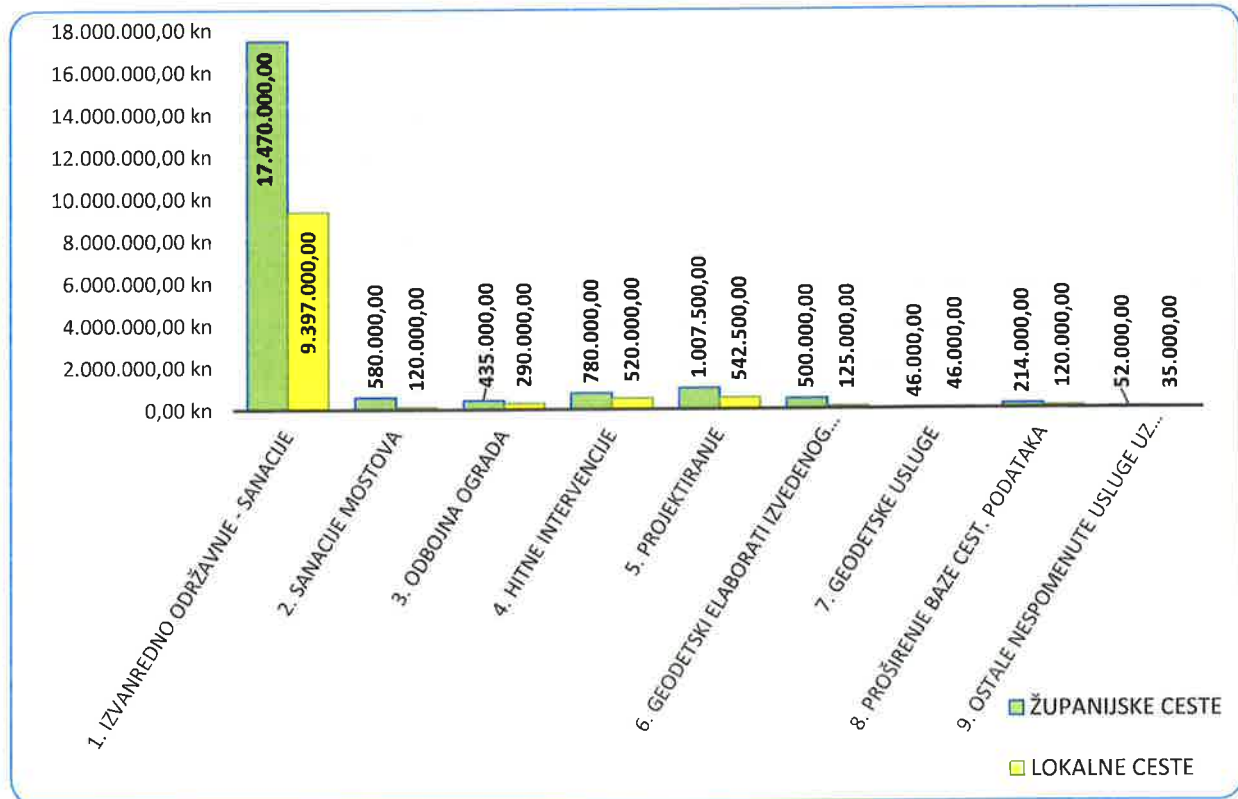 18.000.000,00 kn
16.000.000,00 kn
14.000.000,00 kn
12.000.000,00 kn
10.000.000,00 kn
8.000.000,00 kn
6.000.000,00 kn
4.000.000,00 kn
2.000.000,00 kn
0,00 kn
17.470.000,00
9.397.000,00
580.000,00
120.000,00
435.000,00
290.000,00
780.000,00
520.000,00
1.007.500,00
542.500,00
500.000,00
125.000,00
46.000,00
46.000,00
214.000,00
120.000,00
52.000,00
35.000,00
1. IZVANREDNO ODRŽAVNJE - SANACIJE
2. SANACIJE MOSTOVA
3. ODBOJNA OGRADA
4. HITNE INTERVENCIJE
5. PROJEKTIRANJE
6. GEODETSKI ELABORATI IZVEDENOG...
7. GEODETSKE USLUGE
8. PROŠIRENJE BAZE CEST. PODATAKA
9. OSTALE NESPOMENUTE USLUGE UZ...
ŽUPANIJSKE CESTE
LOKALNE CESTE